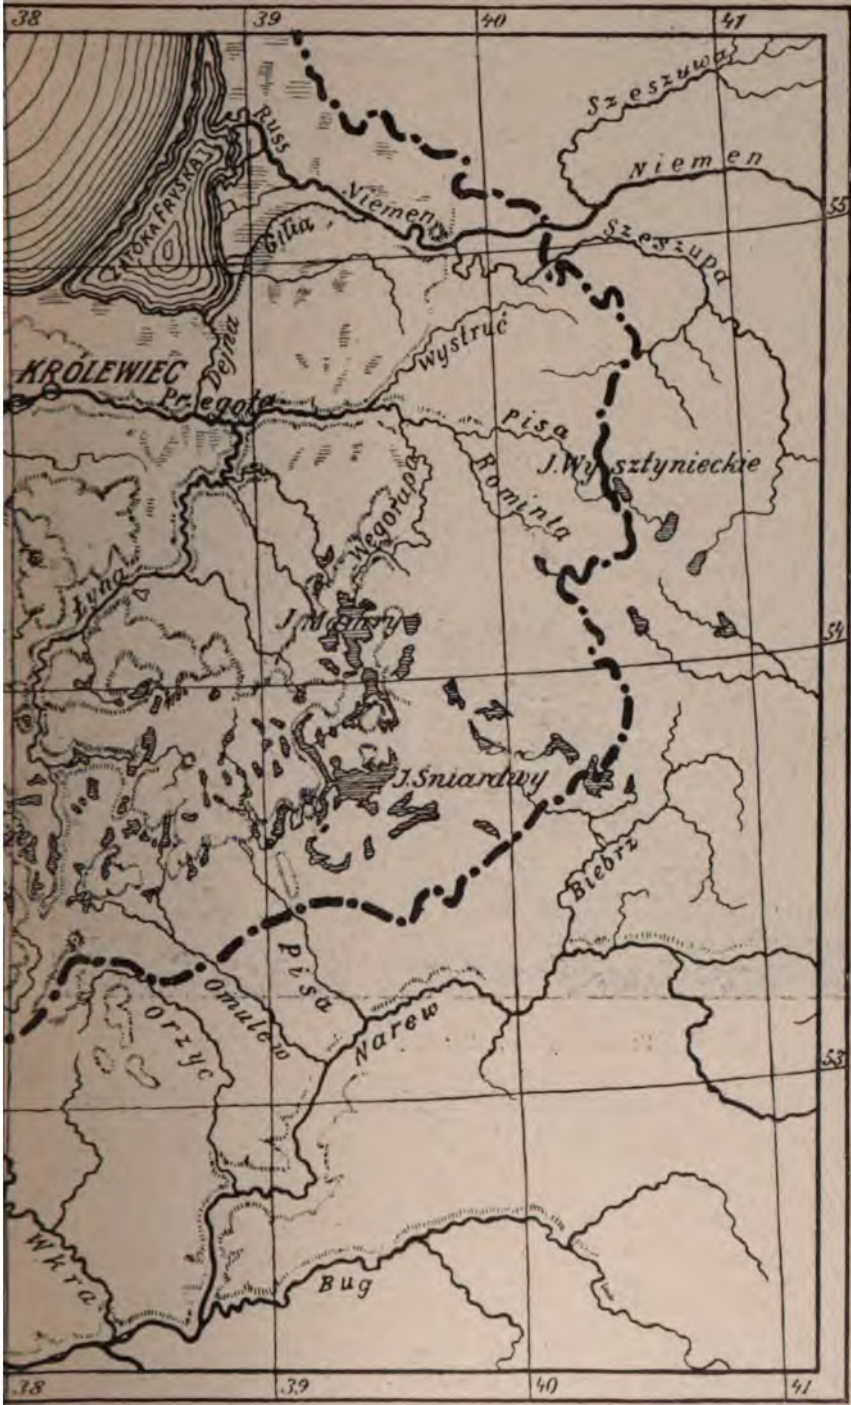 38
39
40
41
Szeszuwa
Russ
Niemen
ZATOKA FRYSKA
Niemen
55
Gilia
Szeszupa
Dejna
Wystruć
KRÓLEWIEC
Pregoła
Pisa
J. Wysztynieckie
Rominta
Węgorapa
Łyna
J. Mamry
54
J. Śniardwy
Biebrz
Pisa
Omulew
Orzyc
Narew
53
Wkra
Bug
38
39
40
41